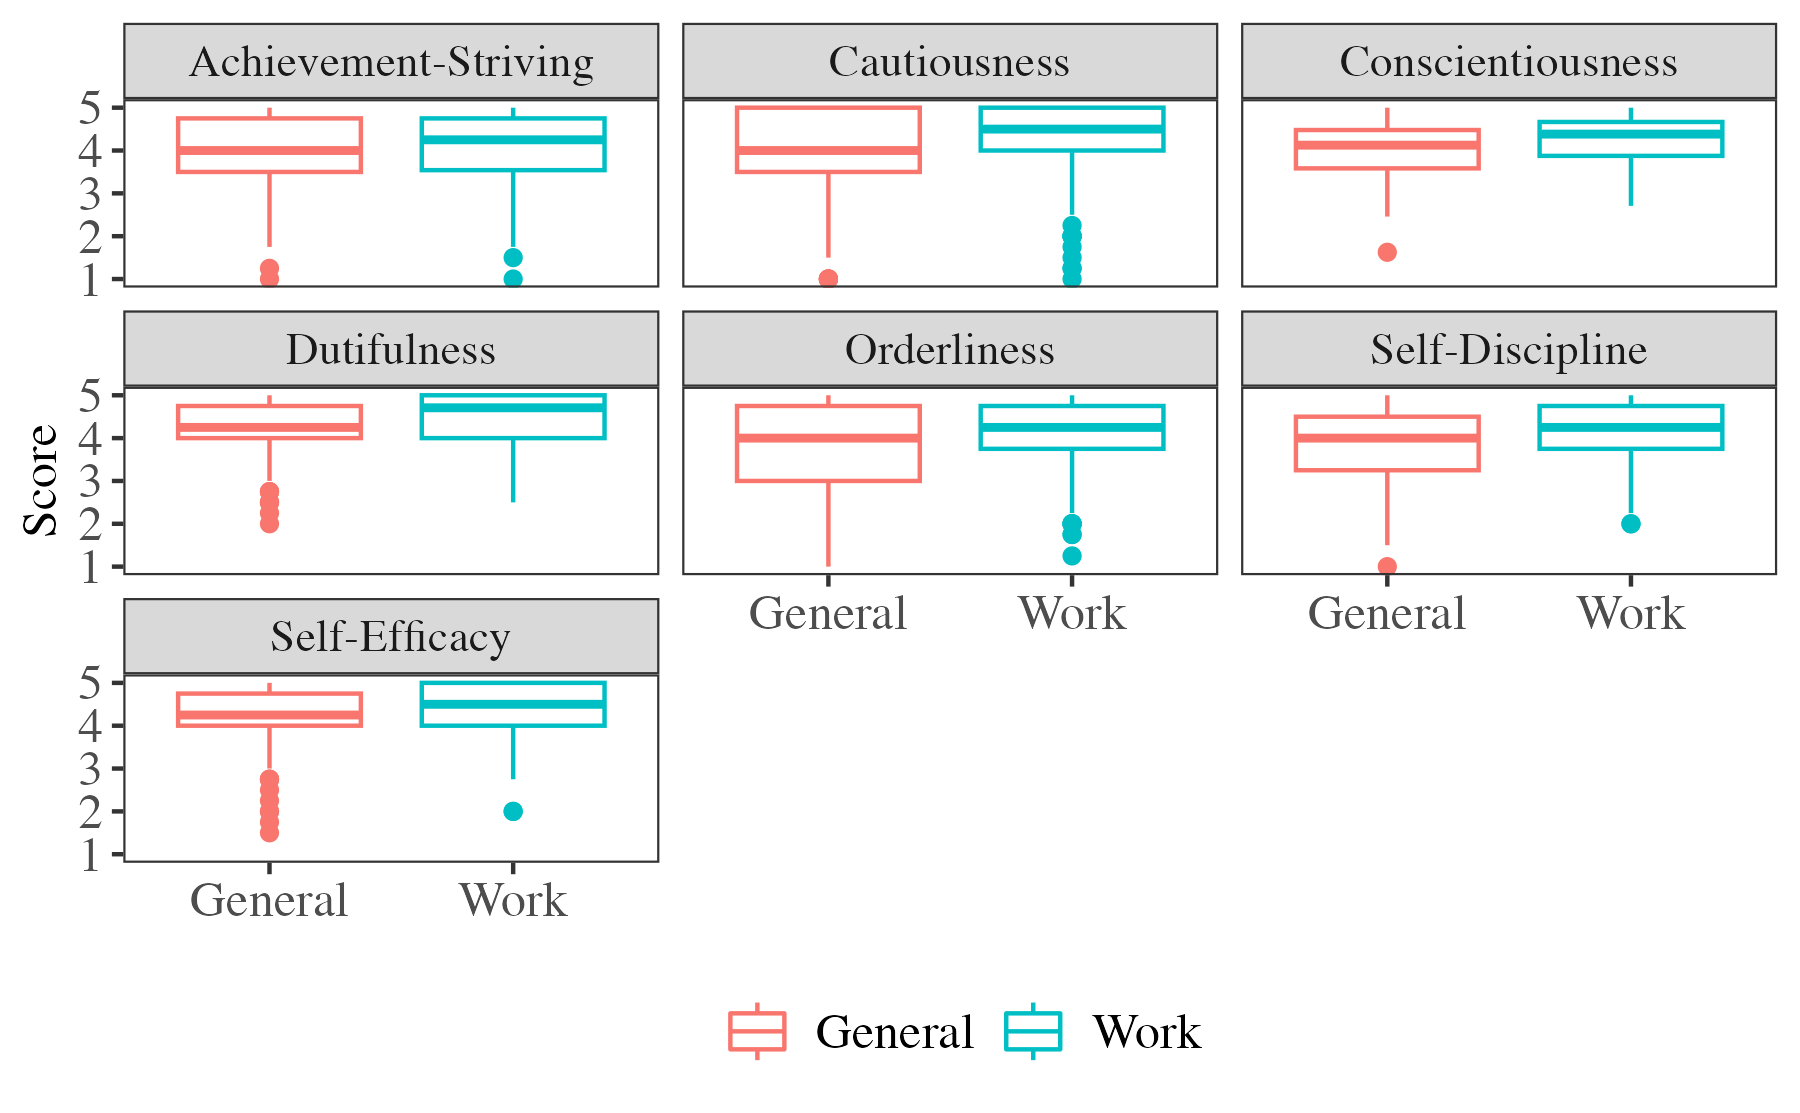 Achievement-Striving
Cautiousness
Conscientiousness
5
4
3
2
1
Dutifulness
Orderliness
Self-Discipline
Score
5
4
3
2
1
General
Work
General
Work
Self-Efficacy
5
4
3
2
1
General
Work
General
Work